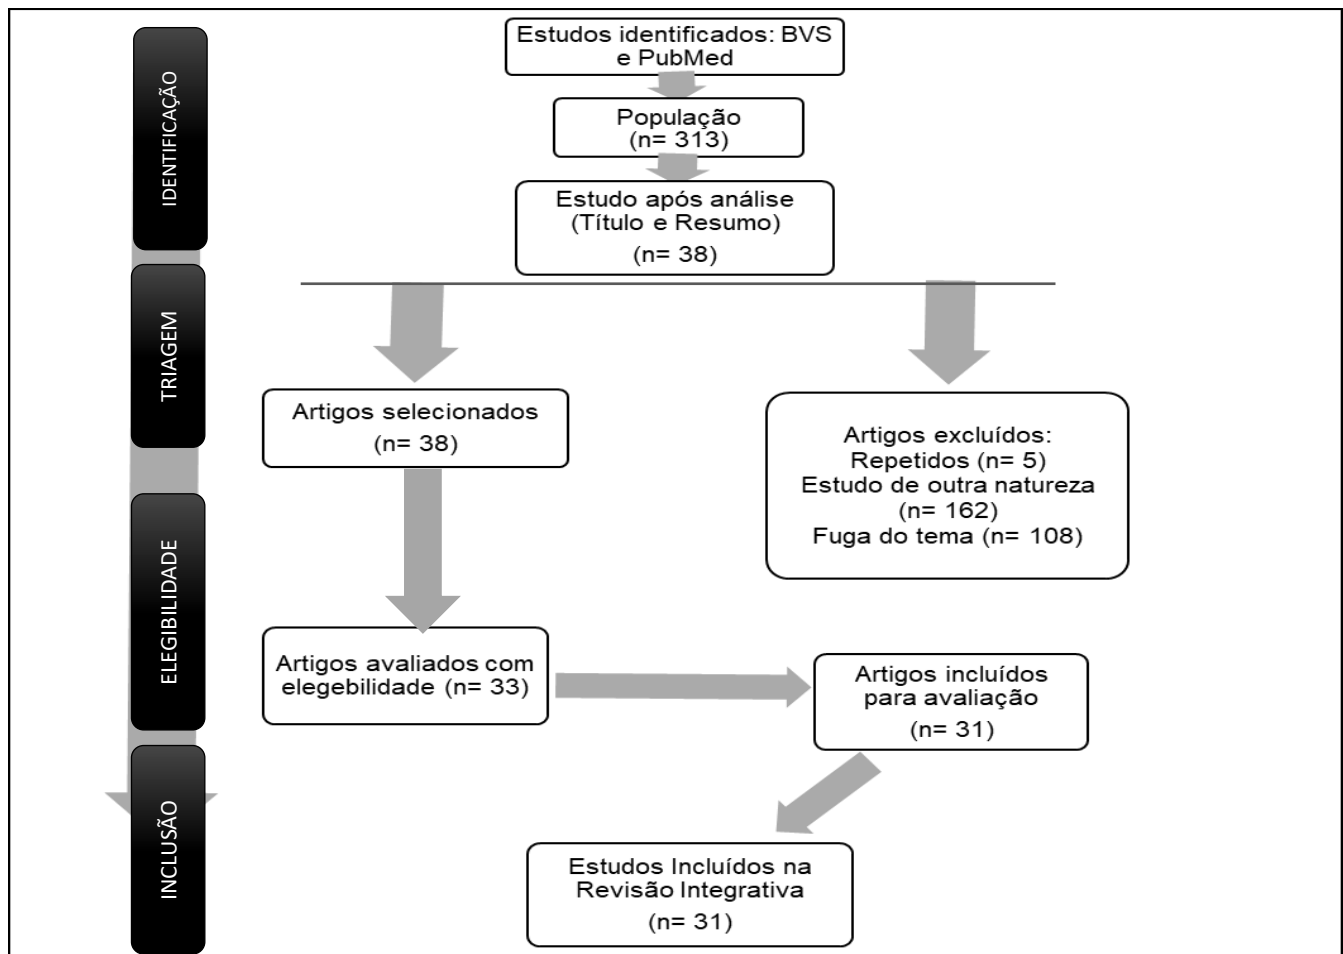 IDENTIFICAÇÃO
Estudos identificados: BVS
e PubMed
População
(n= 313)
Estudo após análise
(Título e Resumo)
(n= 38)
TRIAGEM
Artigos selecionados
(n= 38)
Artigos excluídos:
Repetidos (n= 5)
Estudo de outra natureza
(n= 162)
Fuga do tema (n= 108)
ELEGIBILIDADE
Artigos avaliados com
elegebilidade (n= 33)
Artigos incluídos
para avaliação
(n= 31)
INCLUSÃO
Estudos Incluídos na
Revisão Integrativa
(n= 31)